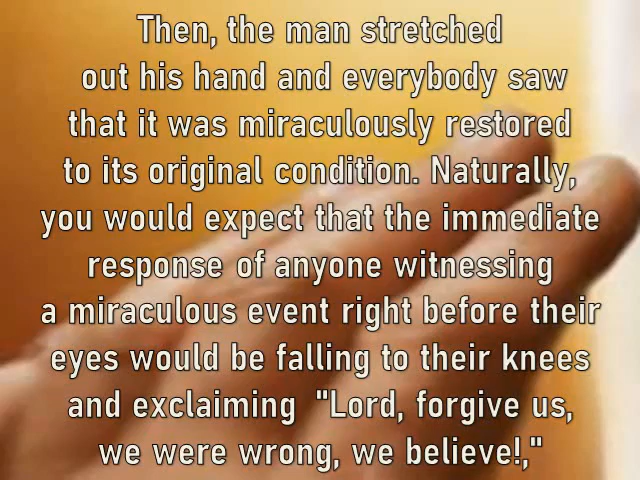 Then, the man stretched
out his hand and everybody saw
that it was miraculously restored
to its original condition. Naturally,
you would expect that the immediate
response of anyone witnessing
a miraculous event right before their
eyes would be falling to their knees
and exclaiming  "Lord, forgive us,
we were wrong, we believe!,"